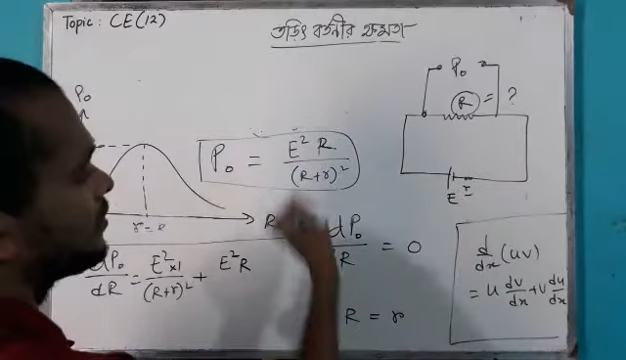 Topic: CE(12)
তড়িৎ বর্তনীর ক্ষমতা
P₀
P₀
R = ?
P₀ = E² R / (R+r)²
E r
R
dP₀/dR = 0
d/dx (uv)
= u dv/dx + v du/dx
dP₀/dR = E²×1/(R+r)² + E²R
R = r